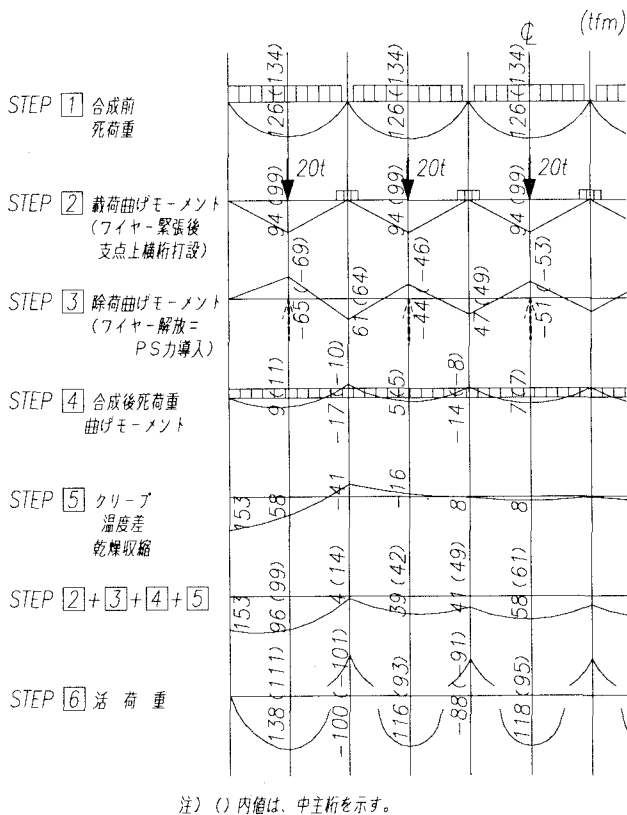 ℄ (tfm)
STEP 1 合成前
死荷重
126 (134)
126 (134)
126 (134)
20t
20t
20t
STEP 2 載荷曲げモーメント
(ワイヤー緊張後
支点上横桁打設)
94 (99)
94 (99)
94 (99)
STEP 3 除荷曲げモーメント
(ワイヤー解放=
PS力導入)
-65 (-69)
61 (64)
-44 (-46)
47 (49)
-51 (-53)
STEP 4 合成後死荷重
曲げモーメント
9 (11)
-17 (-10)
5 (5)
-14 (-8)
7 (7)
STEP 5 クリープ
温度差
乾燥収縮
153
58
-41
-16
8
8
STEP 2+3+4+5
153
96 (99)
4 (14)
39 (42)
41 (49)
58 (61)
STEP 6 活荷重
138 (111)
-100 (-101)
116 (93)
-88 (-91)
118 (95)
注) () 内値は、中主桁を示す。